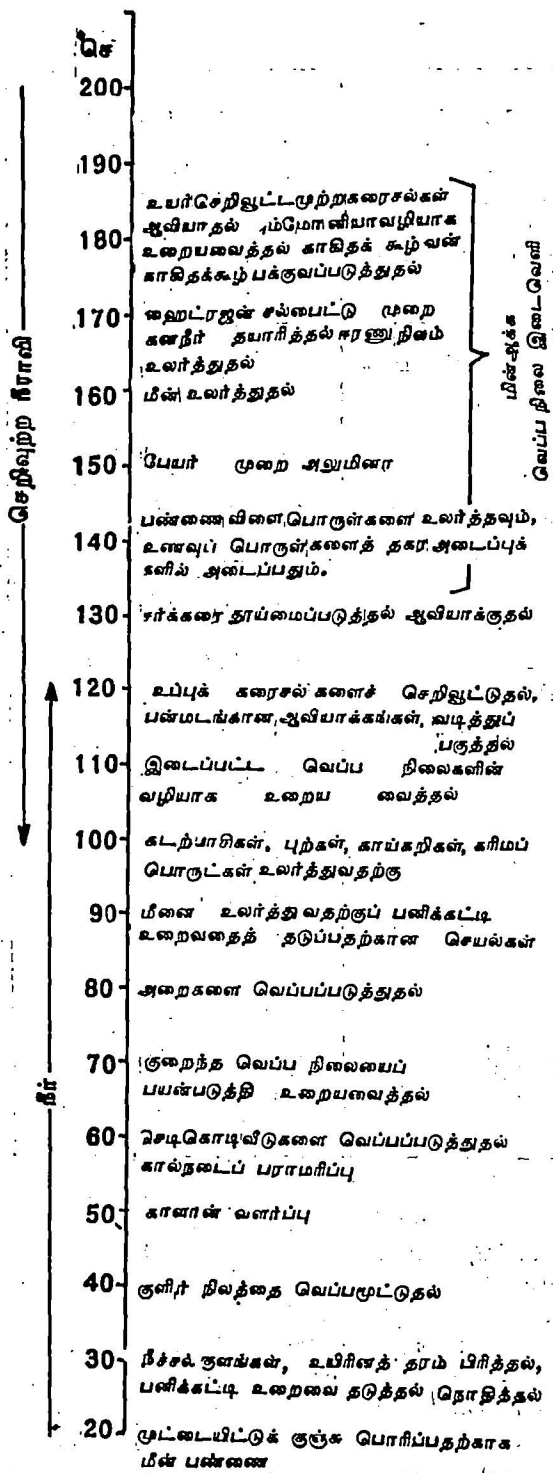 செ
200
190
உயர்செறிவூட்டமுற்றகரைசல்கள்
180 ஆவியாதல் ம்மோனியாவழியாக
உறையவைத்தல் காகிதக் கூழ் வன்
காகிதக்கூழ் பக்குவப்படுத்துதல்
170 ஹைட்ரஜன் சல்பைட்டு முறை
கனநீர் தயாரித்தல் ஈரணு நிலம்
உலர்த்துதல்
160 மீன் உலர்த்துதல்
150 பேயர் முறை அலுமினா
பண்ணைவிளை பொருள்களை உலர்த்தவும்,
140 உணவுப் பொருள்களைத் தகர அடைப்புக்
களில் அடைப்பதும்.
130 சர்க்கரை தூய்மைப்படுத்தல் ஆவியாக்குதல்
120 உப்புக் கரைசல் களைச் செறிவூட்டுதல்,
பன்மடங்கான ஆவியாக்கங்கள், வடித்துப்
பகுத்தல்
110 இடைப்பட்ட வெப்ப நிலைகளின்
வழியாக உறைய வைத்தல்
100 கடற்பாசிகள், புற்கள், காய்கறிகள், கரிமப்
பொருட்கள் உலர்த்துவதற்கு
90 மீனை உலர்த்துவதற்குப் பனிக்கட்டி
உறைவதைத் தடுப்பதற்கான செயல்கள்
80 அறைகளை வெப்பப்படுத்துதல்
70 குறைந்த வெப்ப நிலையைப்
பயன்படுத்தி உறையவைத்தல்
60 செடிகொடிவீடுகளை வெப்பப்படுத்துதல்
கால்நடைப் பராமரிப்பு
50 காளான் வளர்ப்பு
40 குளிர் நிலத்தை வெப்பமூட்டுதல்
30 நீச்சல் குளங்கள், உயிரினத் தரம் பிரித்தல்,
பனிக்கட்டி உறைவை தடுத்தல் நொதித்தல்
20 முட்டையிட்டுக் குஞ்சு பொரிப்பதற்காக
மீன் பண்ணை
செறிவுற்ற நீராவி
நீர்
மின்ஆக்க
வெப்ப நிலை இடைவெளி